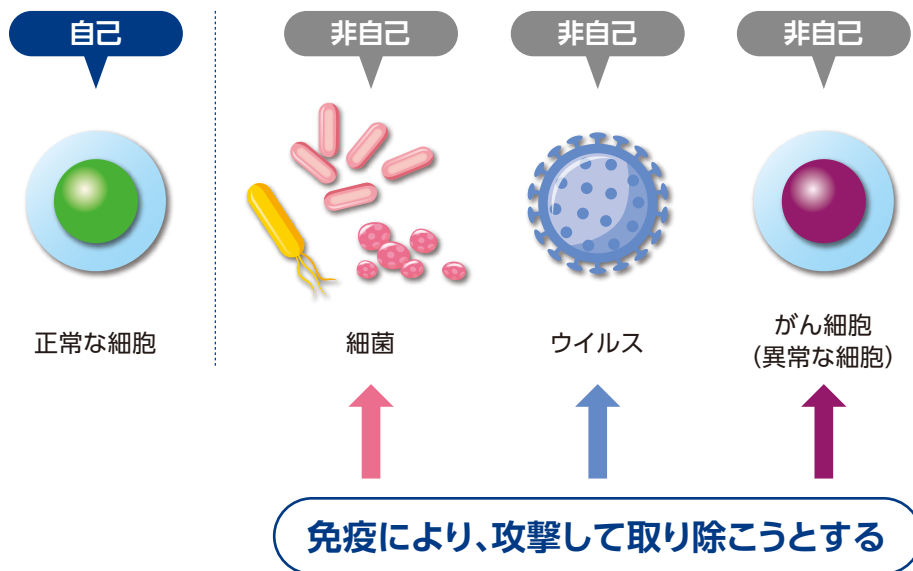 自己
非自己
非自己
非自己
正常な細胞
細菌
ウイルス
がん細胞
(異常な細胞)
免疫により、攻撃して取り除こうとする